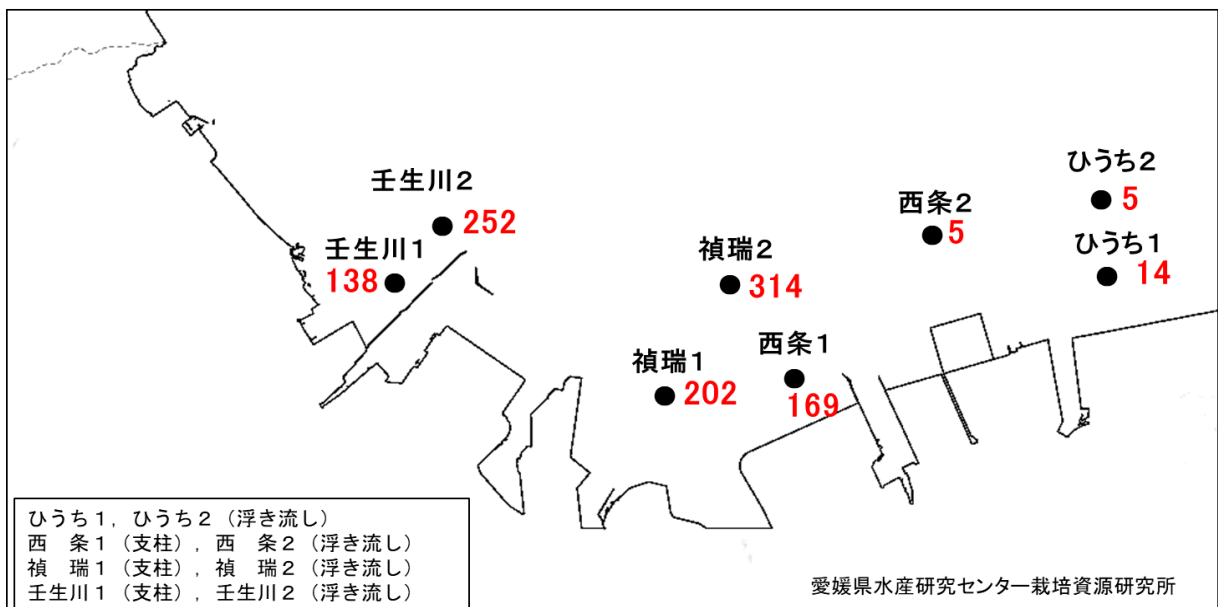 ひうち２
5
壬生川２
252
西条２
5
壬生川１
138
禎瑞２
314
ひうち１
14
禎瑞１
202
西条１
169
ひうち１，ひうち２（浮き流し）
西　条１（支柱），西　条２（浮き流し）
禎　瑞１（支柱），禎　瑞２（浮き流し）
壬生川１（支柱），壬生川２（浮き流し）
愛媛県水産研究センター栽培資源研究所